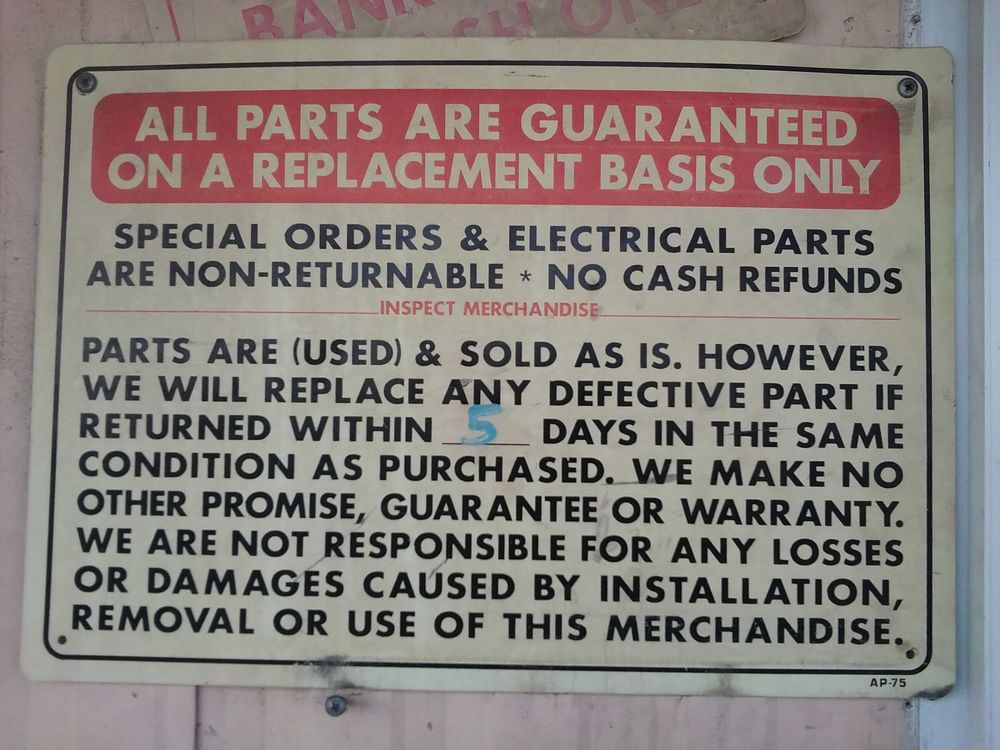 BANK
CASH ONLY
ALL PARTS ARE GUARANTEED
ON A REPLACEMENT BASIS ONLY
SPECIAL ORDERS & ELECTRICAL PARTS
ARE NON-RETURNABLE * NO CASH REFUNDS
INSPECT MERCHANDISE
PARTS ARE (USED) & SOLD AS IS. HOWEVER,
WE WILL REPLACE ANY DEFECTIVE PART IF
RETURNED WITHIN 5 DAYS IN THE SAME
CONDITION AS PURCHASED. WE MAKE NO
OTHER PROMISE, GUARANTEE OR WARRANTY.
WE ARE NOT RESPONSIBLE FOR ANY LOSSES
OR DAMAGES CAUSED BY INSTALLATION,
REMOVAL OR USE OF THIS MERCHANDISE.
AP-75